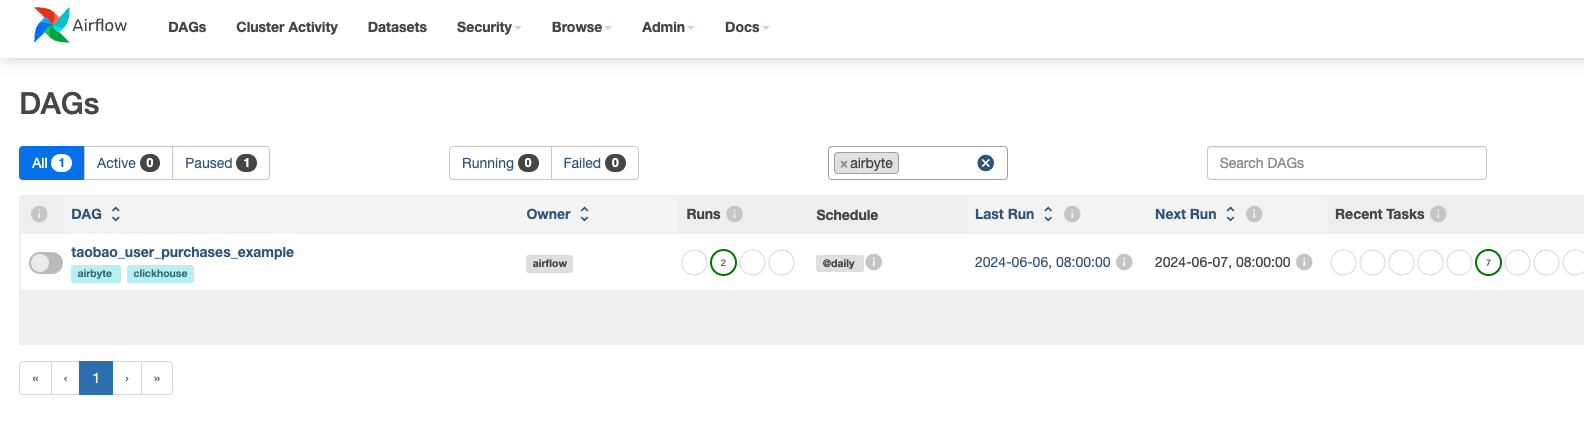 Airflow DAGs Cluster Activity Datasets Security Browse Admin Docs
DAGs
All 1 Active 0 Paused 1 Running 0 Failed 0 × airbyte Search DAGs
DAG Owner Runs Schedule Last Run Next Run Recent Tasks
taobao_user_purchases_example
airflow 2 @daily 2024-06-06, 08:00:00 2024-06-07, 08:00:00 7
airbyte clickhouse
« ‹ 1 › »